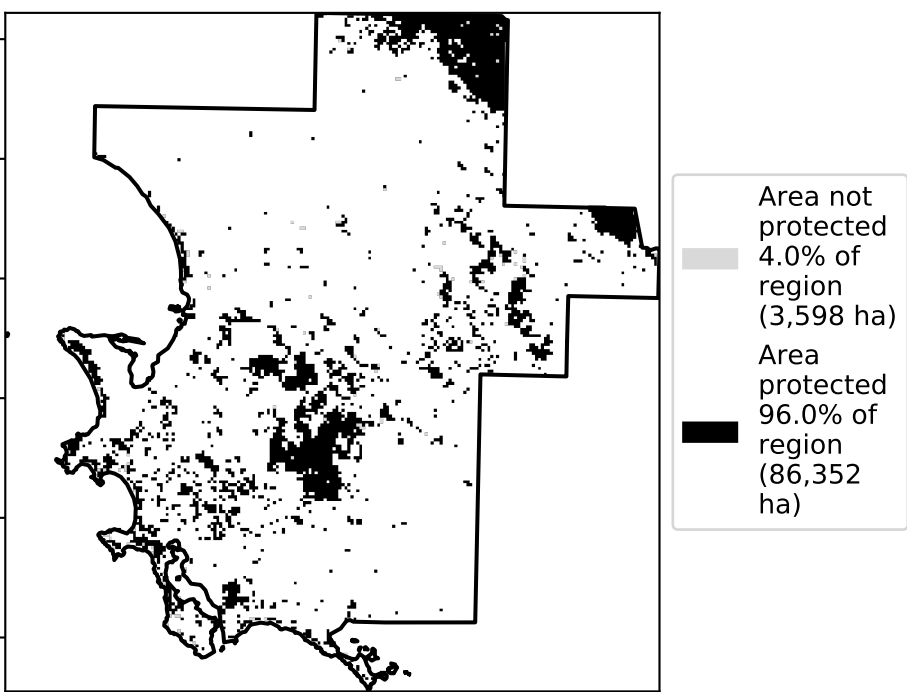 Area not
protected
4.0% of
region
(3,598 ha)
Area
protected
96.0% of
region
(86,352
ha)